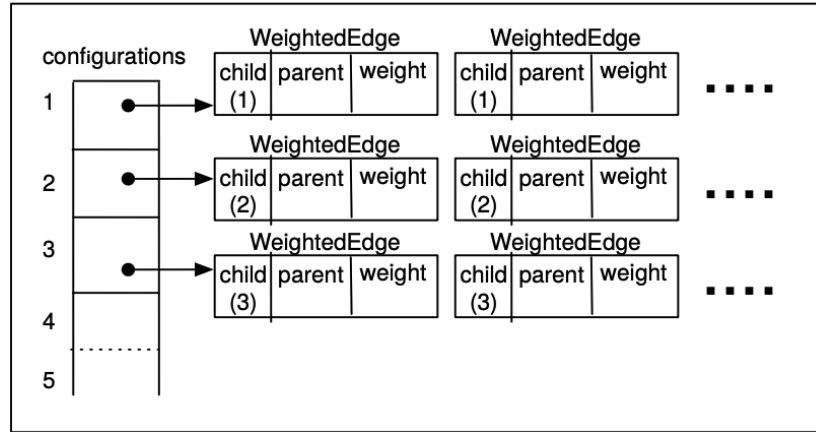 configurations
WeightedEdge WeightedEdge
1 child parent weight child parent weight
(1) (1)
WeightedEdge WeightedEdge
2 child parent weight child parent weight
(2) (2)
WeightedEdge WeightedEdge
3 child parent weight child parent weight
(3) (3)
4
5